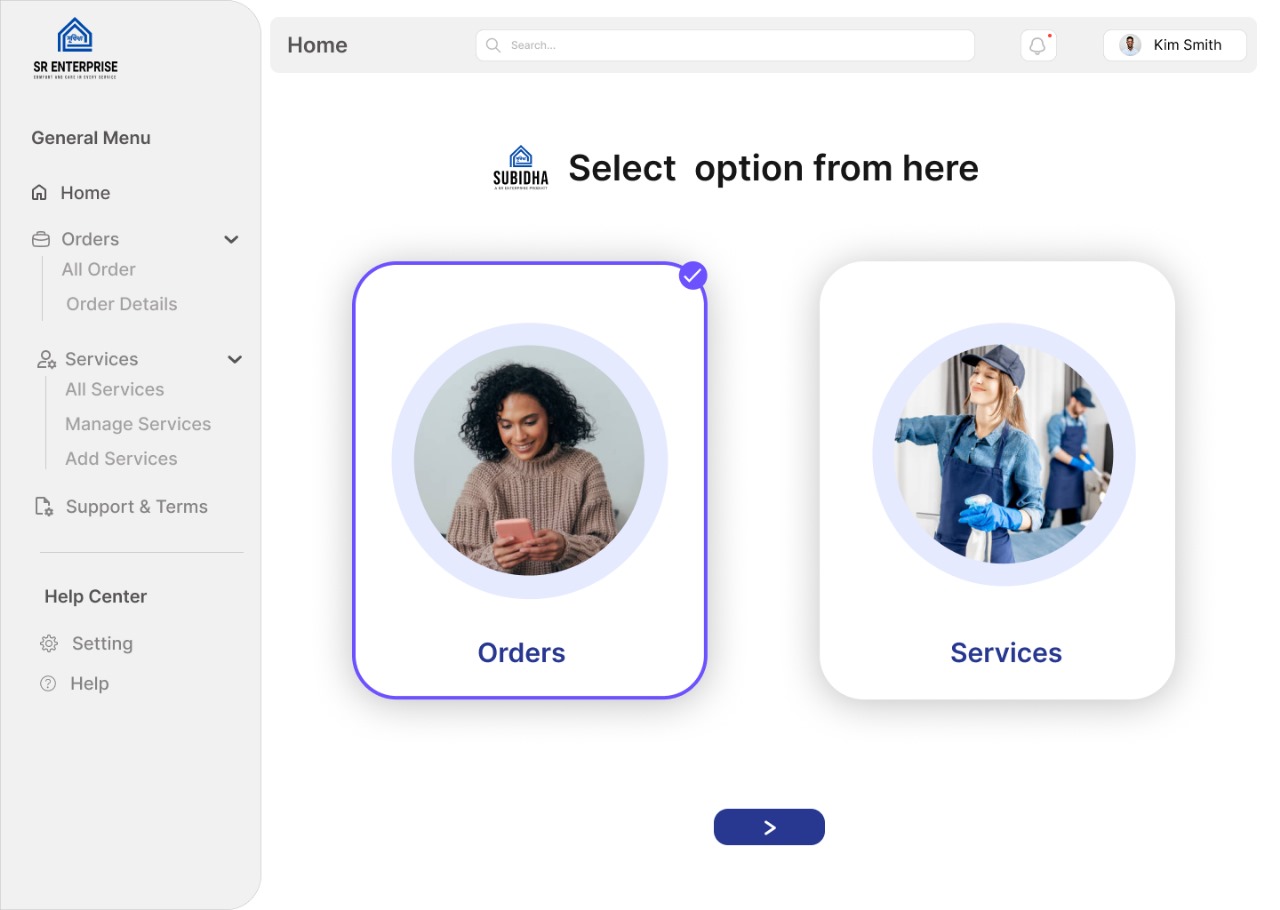 সুবিধা
SR ENTERPRISE
COMFORT AND CARE IN EVERY SERVICE
General Menu
Home
Orders
All Order
Order Details
Services
All Services
Manage Services
Add Services
Support & Terms
Help Center
Setting
Help
Home
Search...
Kim Smith
সুবিধা
SUBIDHA
A SR ENTERPRISE PRODUCT
Select option from here
Orders
Services
>